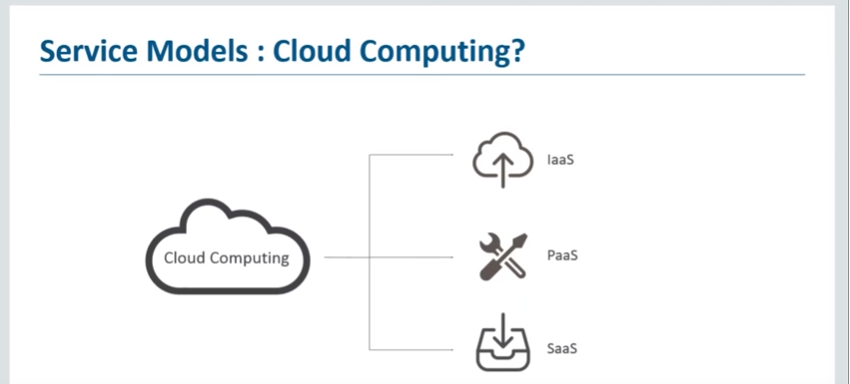 Service Models : Cloud Computing?
IaaS
Cloud Computing
PaaS
SaaS